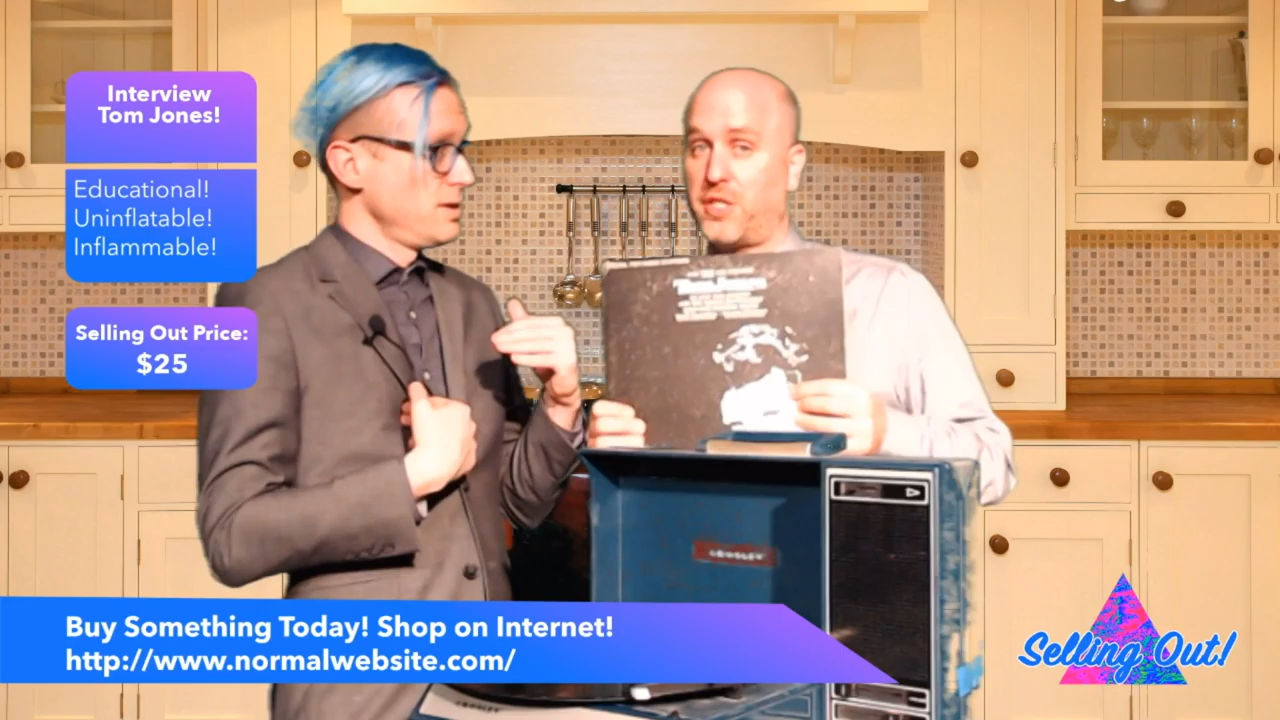 Interview
Tom Jones!
Educational!
Uninflatable!
Inflammable!
Selling Out Price:
$25
Tom Jones
CROSLEY
Buy Something Today! Shop on Internet!
http://www.normalwebsite.com/
Selling Out!
CROSLEY